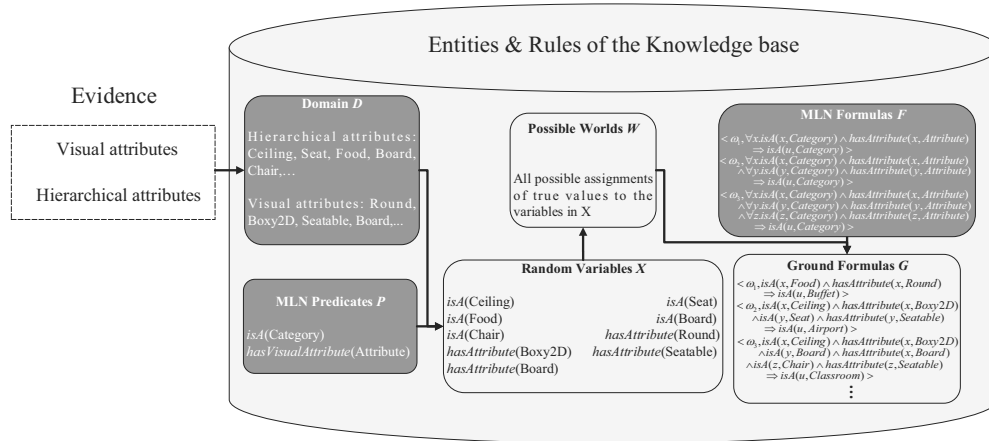 Entities & Rules of the Knowledge base
Evidence
Visual attributes
Hierarchical attributes
Domain D
Hierarchical attributes:
Ceiling, Seat, Food, Board,
Chair,...
Visual attributes: Round,
Boxy2D, Seatable, Board,...
MLN Predicates P
isA(Category)
hasVisualAttribute(Attribute)
Possible Worlds W
All possible assignments
of true values to the
variables in X
Random Variables X
isA(Ceiling)
isA(Food)
isA(Chair)
hasAttribute(Boxy2D)
hasAttribute(Board)
isA(Seat)
isA(Board)
hasAttribute(Round)
hasAttribute(Seatable)
MLN Formulas F
< ω₁,∀x.isA(x,Category) ∧ hasAttribute(x, Attribute)
⇒ isA(u,Category) >
< ω₂,∀x.isA(x,Category) ∧ hasAttribute(x, Attribute)
∧∀y.isA(y,Category) ∧ hasAttribute(y, Attribute)
⇒ isA(u,Category) >
< ω₃,∀x.isA(x,Category) ∧ hasAttribute(x, Attribute)
∧∀y.isA(y,Category) ∧ hasAttribute(y, Attribute)
∧∀z.isA(z,Category) ∧ hasAttribute(z, Attribute)
⇒ isA(u,Category) >
Ground Formulas G
< ω₁,isA(x,Food) ∧ hasAttribute(x,Round)
⇒ isA(u,Buffet) >
< ω₂,isA(x,Ceiling) ∧ hasAttribute(x,Boxy2D)
∧isA(y,Seat) ∧ hasAttribute(y,Seatable)
⇒ isA(u,Airport) >
< ω₃,isA(x,Ceiling) ∧ hasAttribute(x,Boxy2D)
∧isA(y,Board) ∧ hasAttribute(x,Board)
∧isA(z,Chair) ∧ hasAttribute(z,Seatable)
⇒ isA(u,Classroom) >
⋮